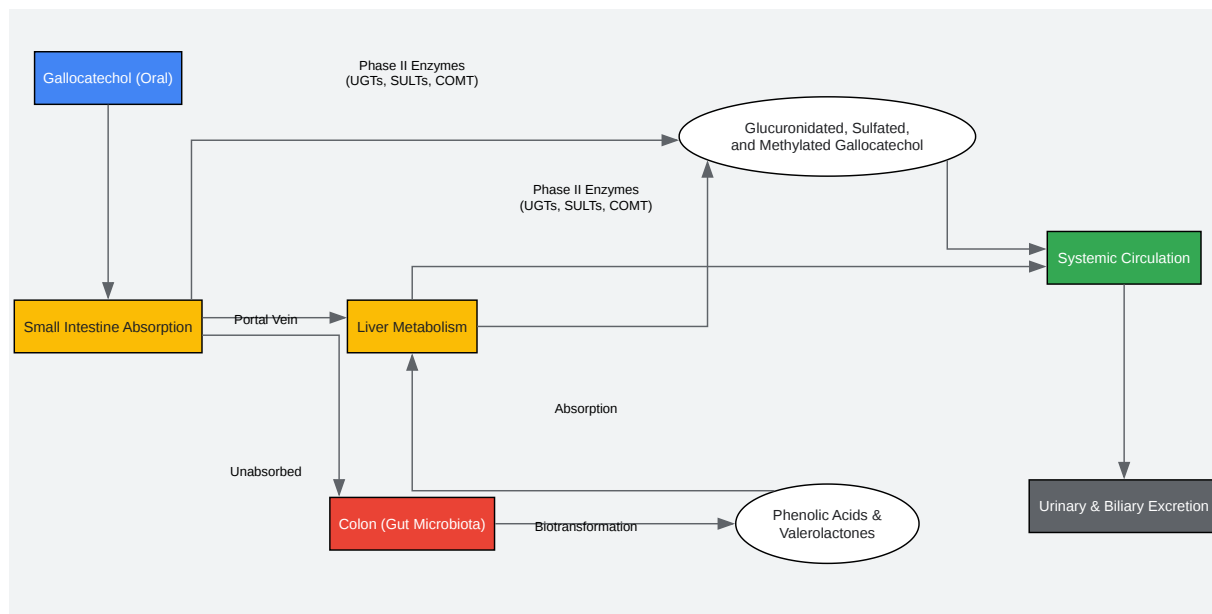 Phase II Enzymes
(UGTs, SULTs, COMT)
Gallocatechol (Oral)
Glucuronidated, Sulfated,
and Methylated Gallocatechol
Phase II Enzymes
(UGTs, SULTs, COMT)
Systemic Circulation
Small Intestine Absorption
Portal Vein
Liver Metabolism
Absorption
Unabsorbed
Colon (Gut Microbiota)
Biotransformation
Phenolic Acids &
Valerolactones
Urinary & Biliary Excretion